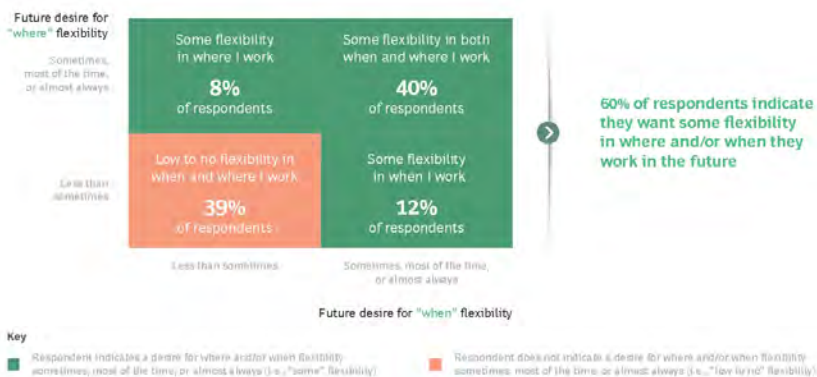 Future desire for
"where" flexibility
Sometimes,
most of the time,
or almost always
Some flexibility
in where I work
8%
of respondents
Some flexibility in both
when and where I work
40%
of respondents
60% of respondents indicate
they want some flexibility
in where and/or when they
work in the future
Less than
sometimes
Low to no flexibility in
when and where I work
39%
of respondents
Some flexibility
in when I work
12%
of respondents
Less than sometimes
Sometimes, most of the time,
or almost always
Future desire for "when" flexibility
Key
Respondent indicates a desire for where and/or when flexibility
sometimes, most of the time, or almost always (i.e., "some" flexibility)
Respondent does not indicate a desire for where and/or when flexibility
sometimes, most of the time, or almost always (i.e., "low to no" flexibility)